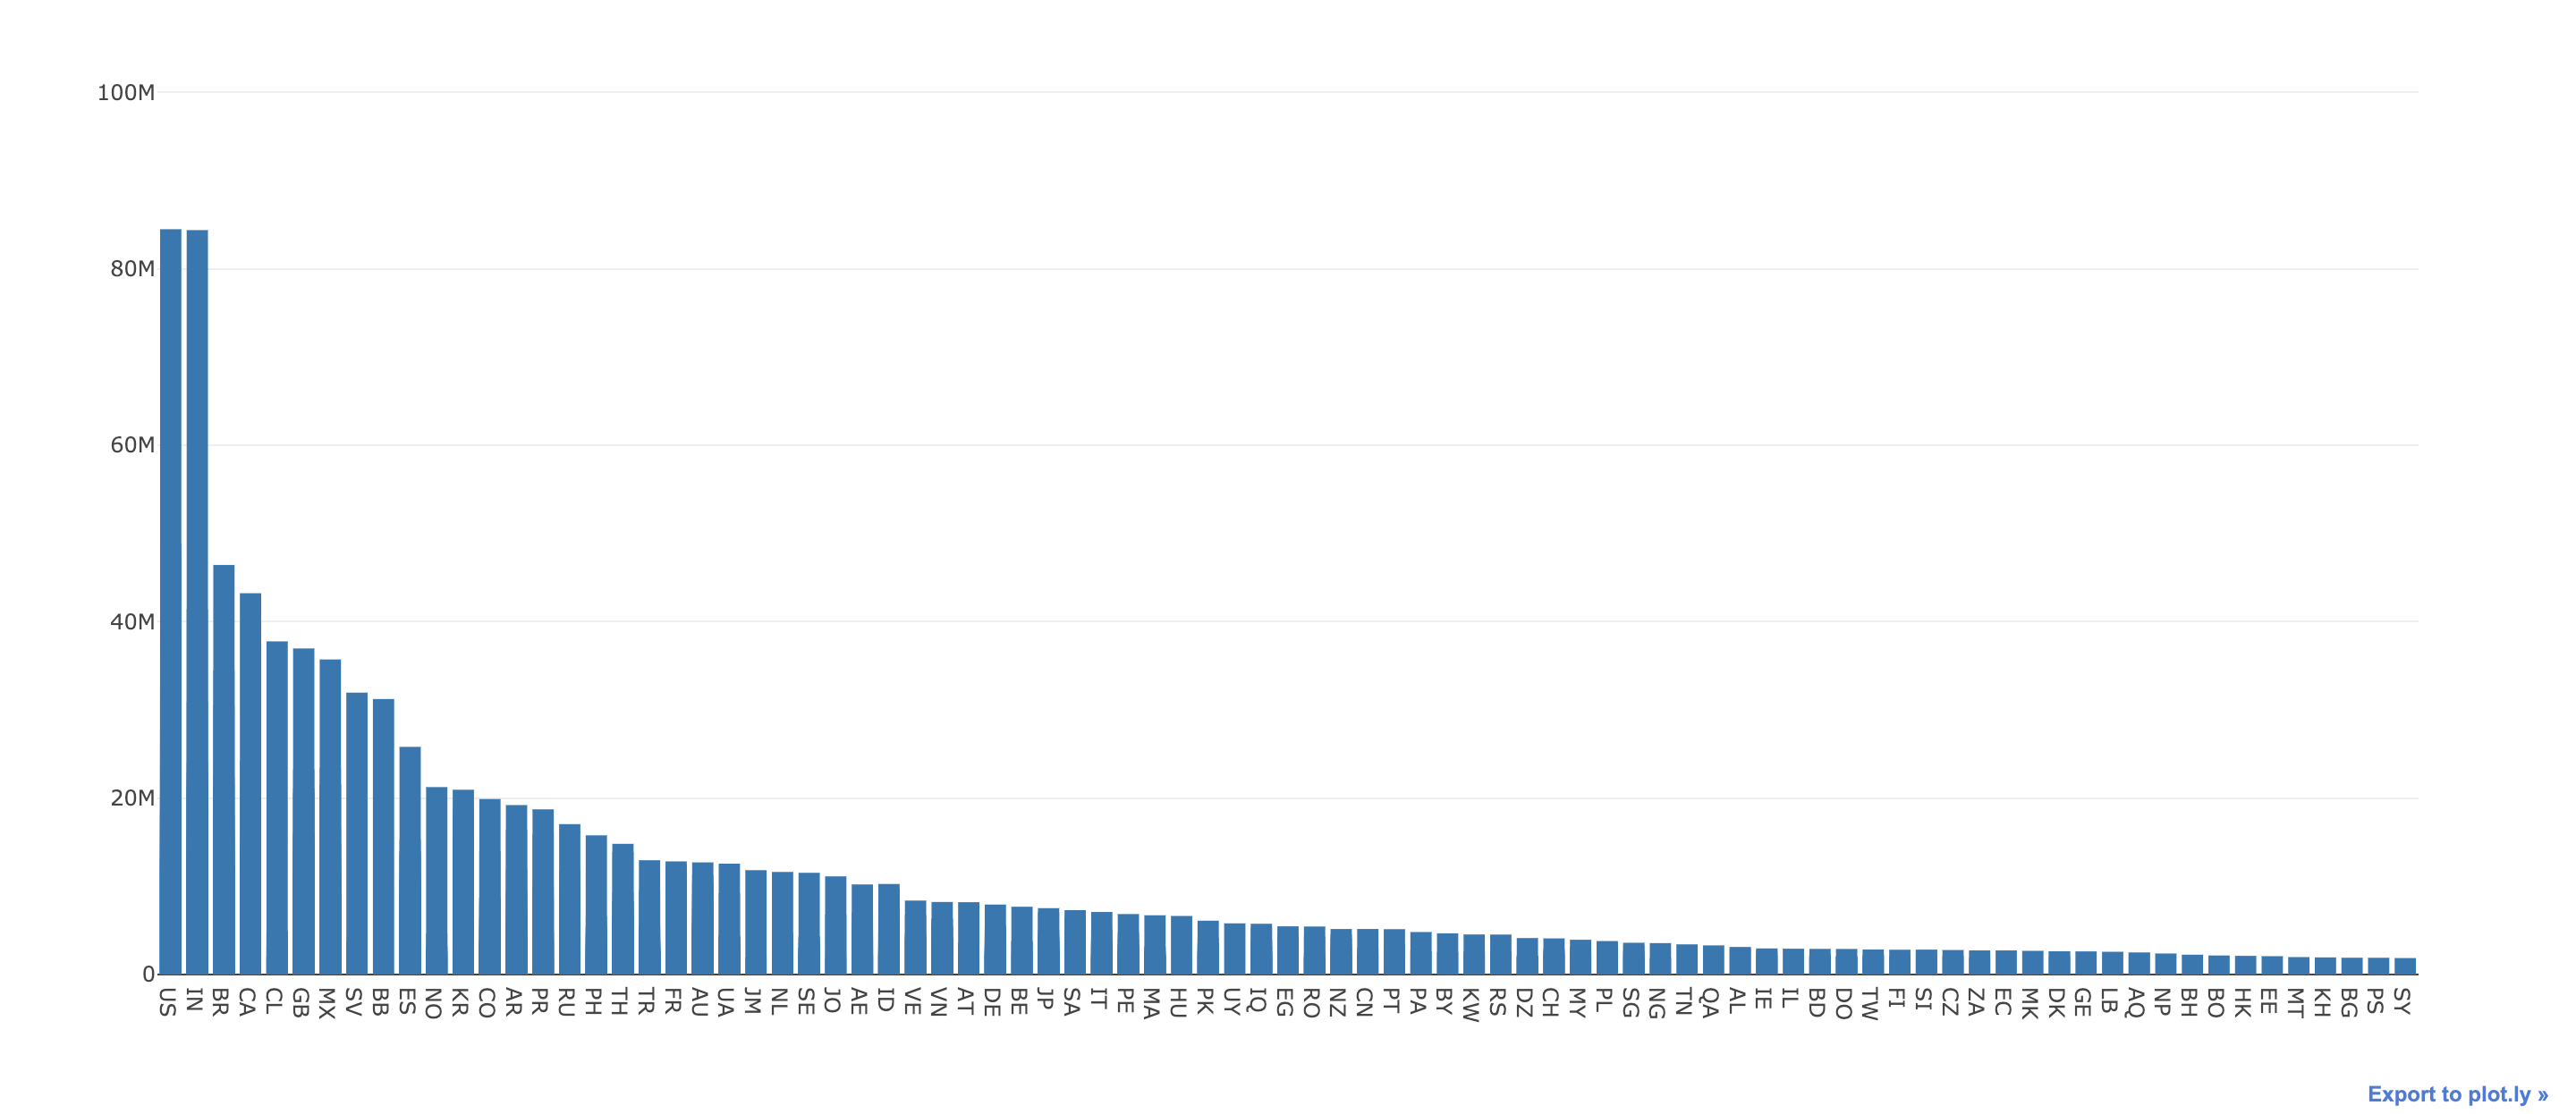 100M
80M
60M
40M
20M
0
US IN BR CA CL GB MX SV BB ES NO KR CO AR PR RU PH TH TR FR AU UA JM NL SE JO AE ID VE VN AT DE BE JP SA IT PE MA HU PK UY IQ EG RO NZ CN PT PA BY KW RS DZ CH MY PL SG NG TN QA AL IE IL BD DO TW FI SI CZ ZA EC MK DK GE LB AQ NP BH BO HK EE MT KH BG PS SY
Export to plot.ly »